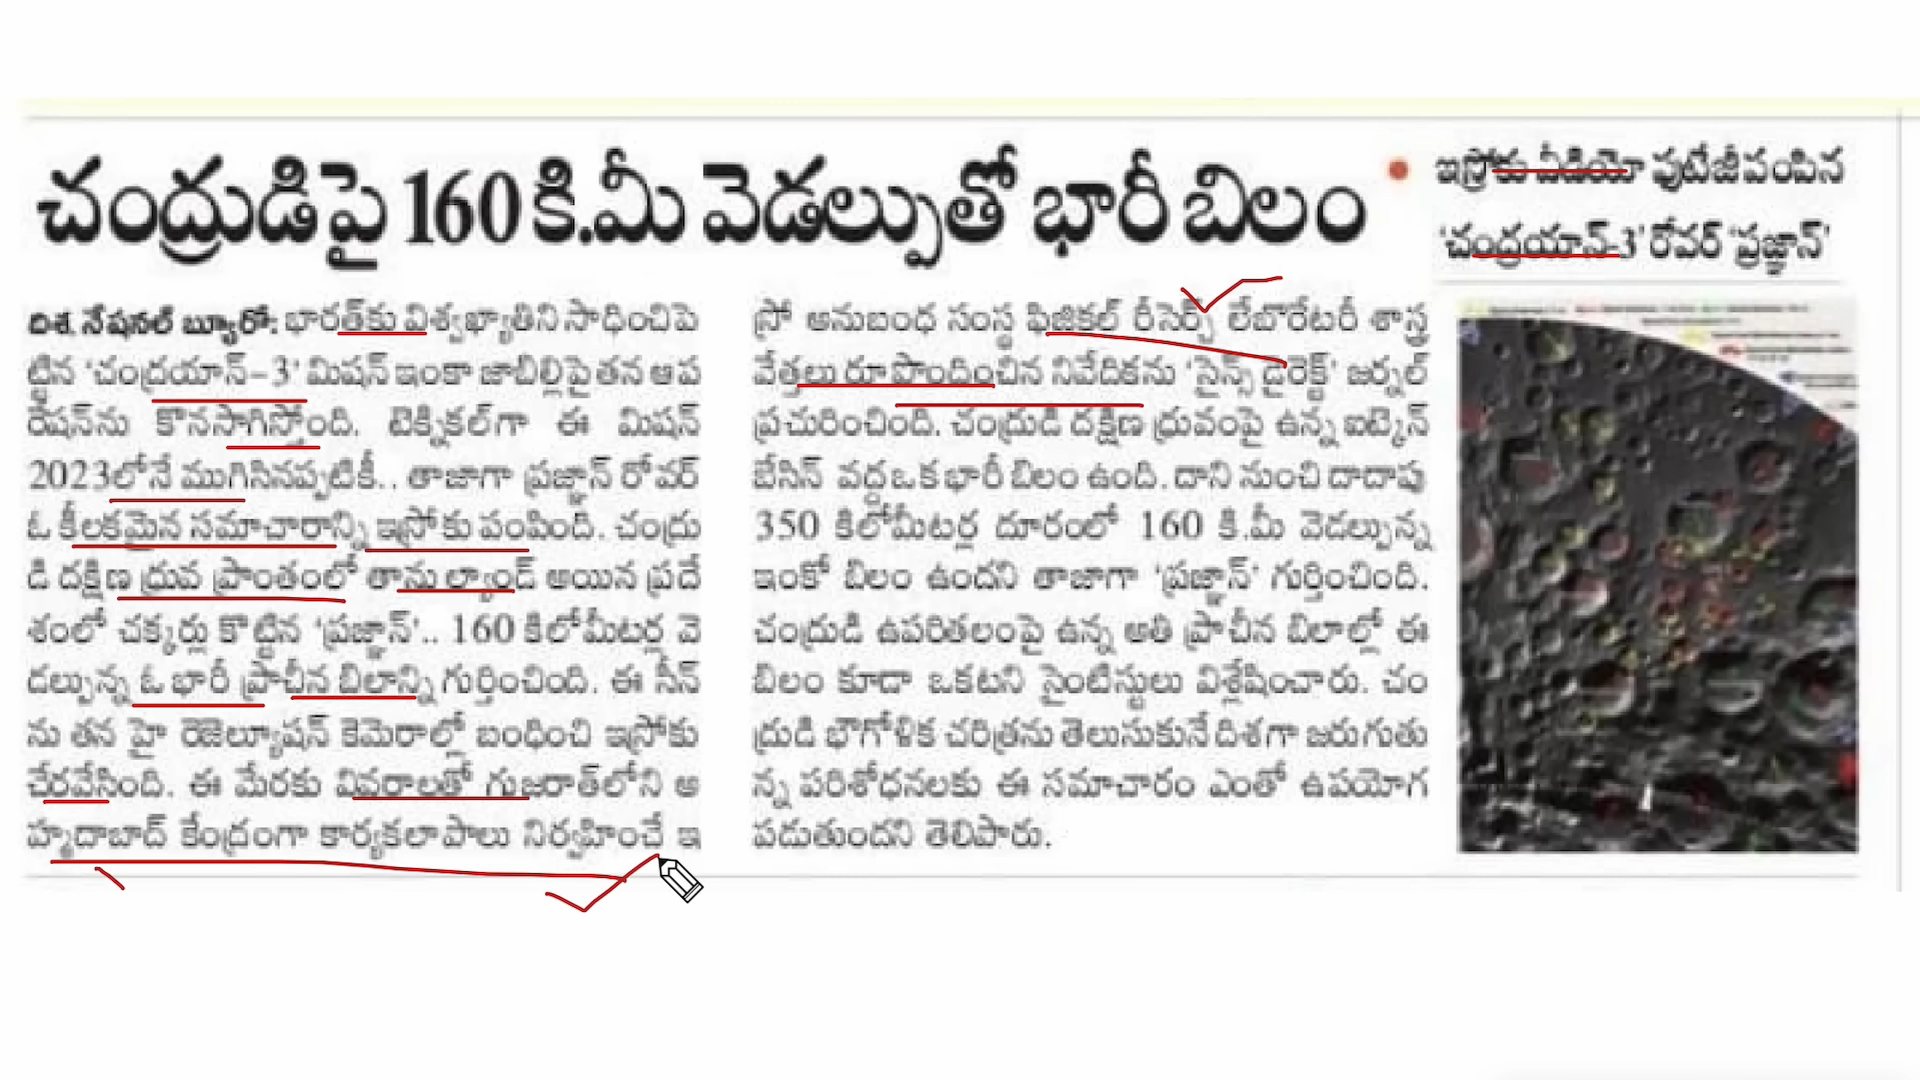 చంద్రుడిపై 160 కి.మీ వెడల్పుతో భారీ బిలం
ఇస్రోకు వీడియో ఫుటేజీ పంపిన
‘చంద్రయాన్-3’ రోవర్ ‘ప్రజ్ఞాన్’
దిశ, నేషనల్ బ్యూరో: భారత్‌కు విశ్వఖ్యాతిని సాధించిపె
ట్టిన ‘చంద్రయాన్-3’ మిషన్ ఇంకా జాబిల్లిపై తన ఆప
రేషన్‌ను కొనసాగిస్తోంది. టెక్నికల్‌గా ఈ మిషన్
2023లోనే ముగిసినప్పటికీ.. తాజాగా ప్రజ్ఞాన్ రోవర్
ఓ కీలకమైన సమాచారాన్ని ఇస్రోకు పంపింది. చంద్రు
డి దక్షిణ ధ్రువ ప్రాంతంలో తాను ల్యాండ్ అయిన ప్రదే
శంలో చక్కర్లు కొట్టిన ‘ప్రజ్ఞాన్’.. 160 కిలోమీటర్ల వె
డల్పున్న ఓ భారీ ప్రాచీన బిలాన్ని గుర్తించింది. ఈ సీన్
ను తన హై రెజెల్యూషన్ కెమెరాల్లో బంధించి ఇస్రోకు
చేరవేసింది. ఈ మేరకు వివరాలతో గుజరాత్‌లోని అ
హ్మదాబాద్ కేంద్రంగా కార్యకలాపాలు నిర్వహించే ఇ
స్రో అనుబంధ సంస్థ ఫిజికల్ రీసెర్చ్ లేబొరేటరీ శాస్త్ర
వేత్తలు రూపొందించిన నివేదికను ‘సైన్స్ డైరెక్ట్’ జర్నల్
ప్రచురించింది. చంద్రుడి దక్షిణ ధ్రువంపై ఉన్న ఐట్కెన్
బేసిన్ వద్ద ఒక భారీ బిలం ఉంది. దాని నుంచి దాదాపు
350 కిలోమీటర్ల దూరంలో 160 కి.మీ వెడల్పున్న
ఇంకో బిలం ఉందని తాజాగా ‘ప్రజ్ఞాన్’ గుర్తించింది.
చంద్రుడి ఉపరితలంపై ఉన్న అతి ప్రాచీన బిలాల్లో ఈ
బిలం కూడా ఒకటని సైంటిస్టులు విశ్లేషించారు. చం
ద్రుడి భౌగోళిక చరిత్రను తెలుసుకునే దిశగా జరుగుతు
న్న పరిశోధనలకు ఈ సమాచారం ఎంతో ఉపయోగ
పడుతుందని తెలిపారు.